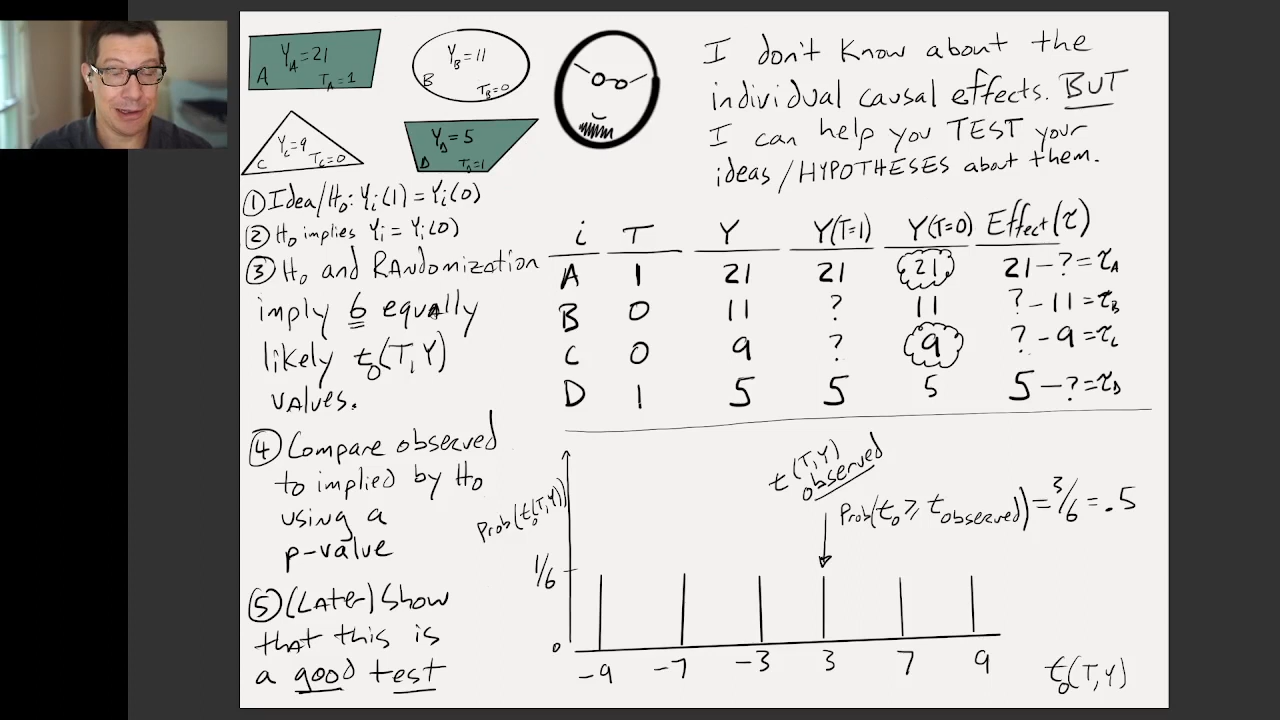 Y_A=21
A
T_A=1
Y_B=11
B
T_B=0
Y_C=9
C
T_C=0
Y_D=5
D
T_D=1
I don't know about the
individual causal effects. BUT
I can help you TEST your
ideas/HYPOTHESES about them.
① Idea/H₀: Yᵢ(1) = Yᵢ(0)
② H₀ implies Yᵢ = Yᵢ(0)
③ H₀ and RAndomization
imply 6 equAlly
likely t₀(T,Y)
vAlues.
④ Compare observed
to implied by H₀
using a
p-value
⑤ (LAter) Show
thAt this is
a good test
i T Y Y(T=1) Y(T=0) Effect(τ)
A 1 21 21 21 21-?=τ_A
B 0 11 ? 11 ?-11=τ_B
C 0 9 ? 9 ?-9=τ_C
D 1 5 5 5 5-?=τ_D
t(T,Y)
observed
Prob(t₀ ≥ t_observed) = 3/6 = .5
Prob(t₀(T,Y))
1/6
0
-9 -7 -3 3 7 9
t₀(T,Y)